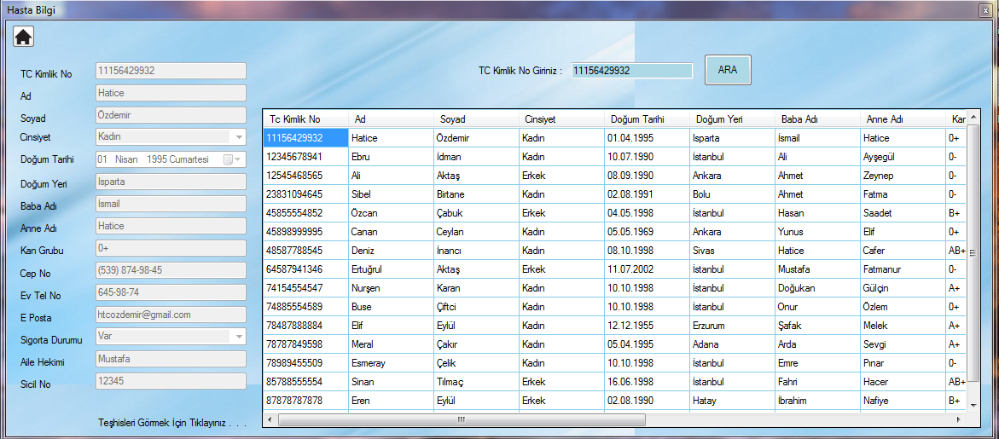 Hasta Bilgi
TC Kimlik No 11156429932
Ad Hatice
Soyad Özdemir
Cinsiyet Kadın
Doğum Tarihi 01 Nisan 1995 Cumartesi
Doğum Yeri Isparta
Baba Adı İsmail
Anne Adı Hatice
Kan Grubu 0+
Cep No (539) 874-98-45
Ev Tel No 645-98-74
E Posta htcozdemir@gmail.com
Sigorta Durumu Var
Aile Hekimi Mustafa
Sicil No 12345
Teşhisleri Görmek İçin Tıklayınız . . .
TC Kimlik No Giriniz : 11156429932 ARA
Tc Kimlik No Ad Soyad Cinsiyet Doğum Tarihi Doğum Yeri Baba Adı Anne Adı Kar
11156429932 Hatice Özdemir Kadın 01.04.1995 Isparta İsmail Hatice 0+
12345678941 Ebru İdman Kadın 10.07.1990 İstanbul Ali Ayşegül 0-
12545468565 Ali Aktaş Erkek 08.09.1990 Ankara Ahmet Zeynep 0-
23831094645 Sibel Birtane Kadın 02.08.1991 Bolu Ahmet Fatma 0-
45855554852 Özcan Çabuk Erkek 04.05.1998 İstanbul Hasan Saadet B+
45898999995 Canan Ceylan Kadın 05.05.1969 Ankara Yunus Elif 0+
48587788545 Deniz İnancı Kadın 08.10.1998 Sivas Hatice Cafer AB+
64587941346 Ertuğrul Aktaş Erkek 11.07.2002 İstanbul Mustafa Fatmanur 0-
74154554547 Nurşen Karan Kadın 10.10.1998 İstanbul Doğukan Gülçin A+
74885554589 Buse Çiftci Kadın 10.10.1998 İstanbul Onur Özlem 0+
78487888884 Elif Eylül Kadın 12.12.1955 Erzurum Şafak Melek A+
78787849598 Meral Çakır Kadın 05.04.1995 Adana Arda Sevgi A+
78989455509 Esmeray Çelik Kadın 10.10.1998 İstanbul Emre Pınar 0-
85788555554 Sinan Tılmaç Erkek 16.06.1998 İstanbul Fahri Hacer AB+
87878787878 Eren Eylül Erkek 02.08.1990 Hatay İbrahim Nafiye B+